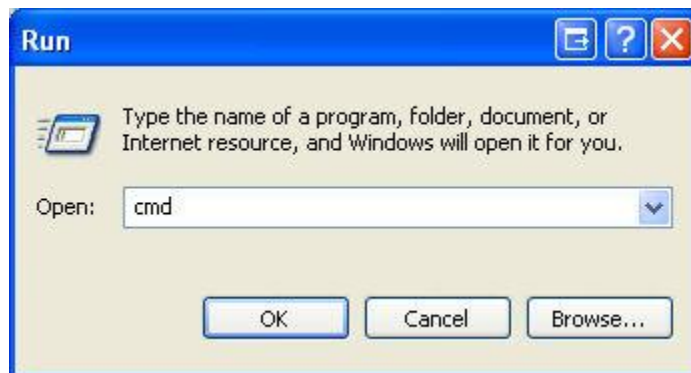 Run
Type the name of a program, folder, document, or
Internet resource, and Windows will open it for you.
Open: cmd
OK Cancel Browse...